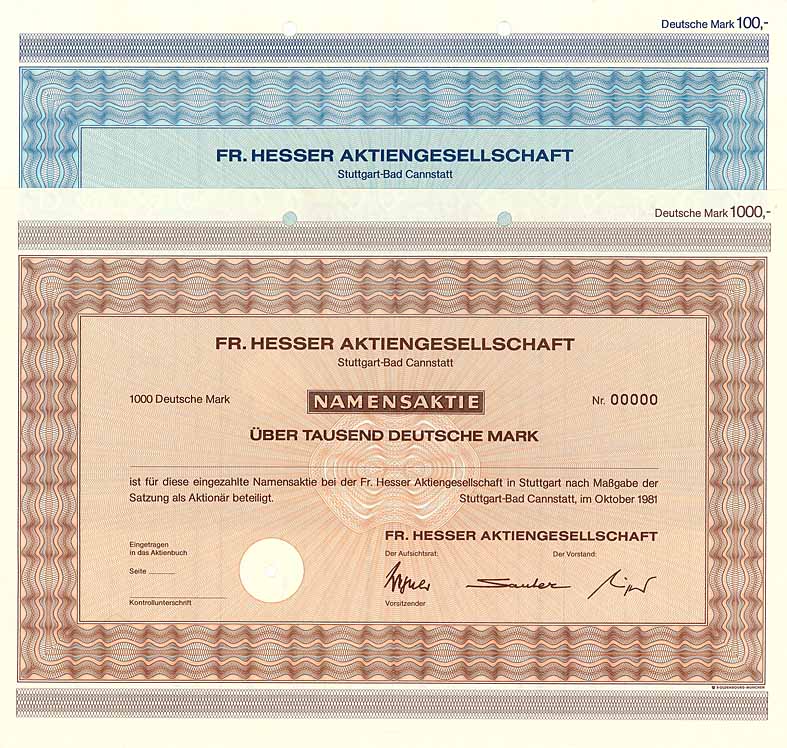 Deutsche Mark 100,-
FR. HESSER AKTIENGESELLSCHAFT
Stuttgart-Bad Cannstatt
Deutsche Mark 1000,-
FR. HESSER AKTIENGESELLSCHAFT
Stuttgart-Bad Cannstatt
1000 Deutsche Mark NAMENSAKTIE Nr. 00000
ÜBER TAUSEND DEUTSCHE MARK
ist für diese eingezahlte Namensaktie bei der Fr. Hesser Aktiengesellschaft in Stuttgart nach Maßgabe der
Satzung als Aktionär beteiligt. Stuttgart-Bad Cannstatt, im Oktober 1981
FR. HESSER AKTIENGESELLSCHAFT
Eingetragen
in das Aktienbuch
Der Aufsichtsrat: Der Vorstand:
Seite
Kontrollunterschrift
Vorsitzender